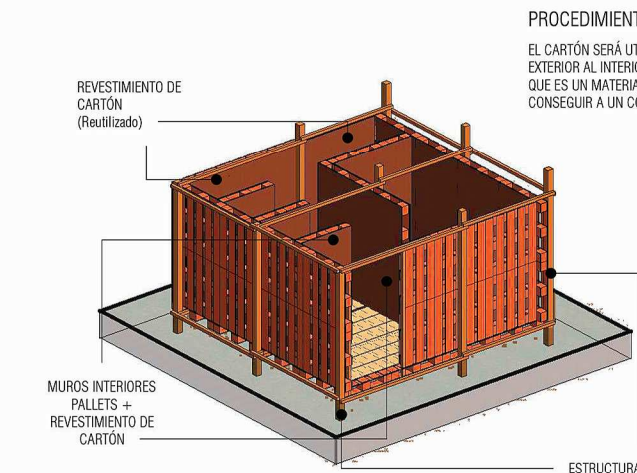 PROCEDIMIENT
EL CARTÓN SERÁ UT
EXTERIOR AL INTERIO
QUE ES UN MATERIA
CONSEGUIR A UN CO
REVESTIMIENTO DE
CARTÓN
(Reutilizado)
MUROS INTERIORES
PALLETS +
REVESTIMIENTO DE
CARTÓN
ESTRUCTURA